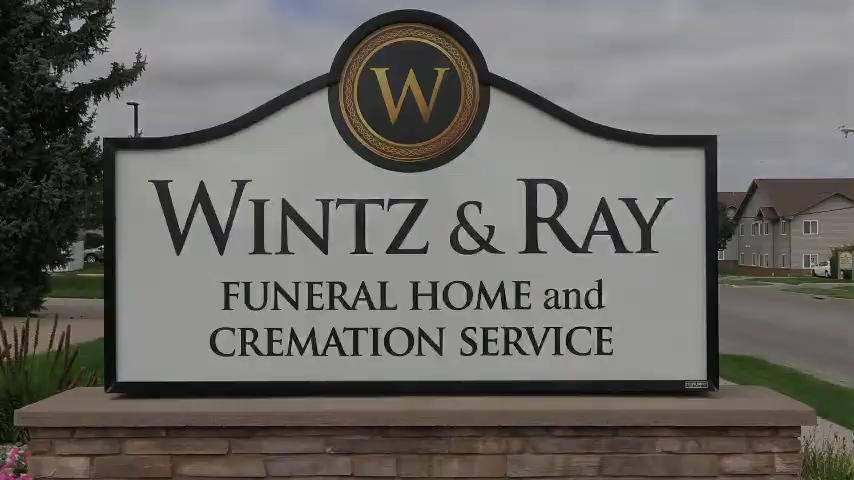 W
WINTZ & RAY
FUNERAL HOME and
CREMATION SERVICE